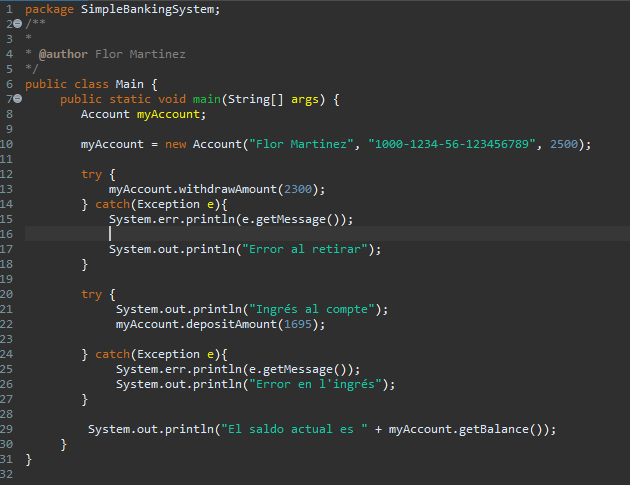 1 package SimpleBankingSystem;
2 /**
3 *
4 * @author Flor Martinez
5 */
6 public class Main {
7 public static void main(String[] args) {
8 Account myAccount;
9
10 myAccount = new Account("Flor Martinez", "1000-1234-56-123456789", 2500);
11
12 try {
13 myAccount.withdrawAmount(2300);
14 } catch(Exception e){
15 System.err.println(e.getMessage());
16
17 System.out.println("Error al retirar");
18 }
19
20 try {
21 System.out.println("Ingrés al compte");
22 myAccount.depositAmount(1695);
23
24 } catch(Exception e){
25 System.err.println(e.getMessage());
26 System.out.println("Error en l'ingrés");
27 }
28
29 System.out.println("El saldo actual es " + myAccount.getBalance());
30 }
31 }
32